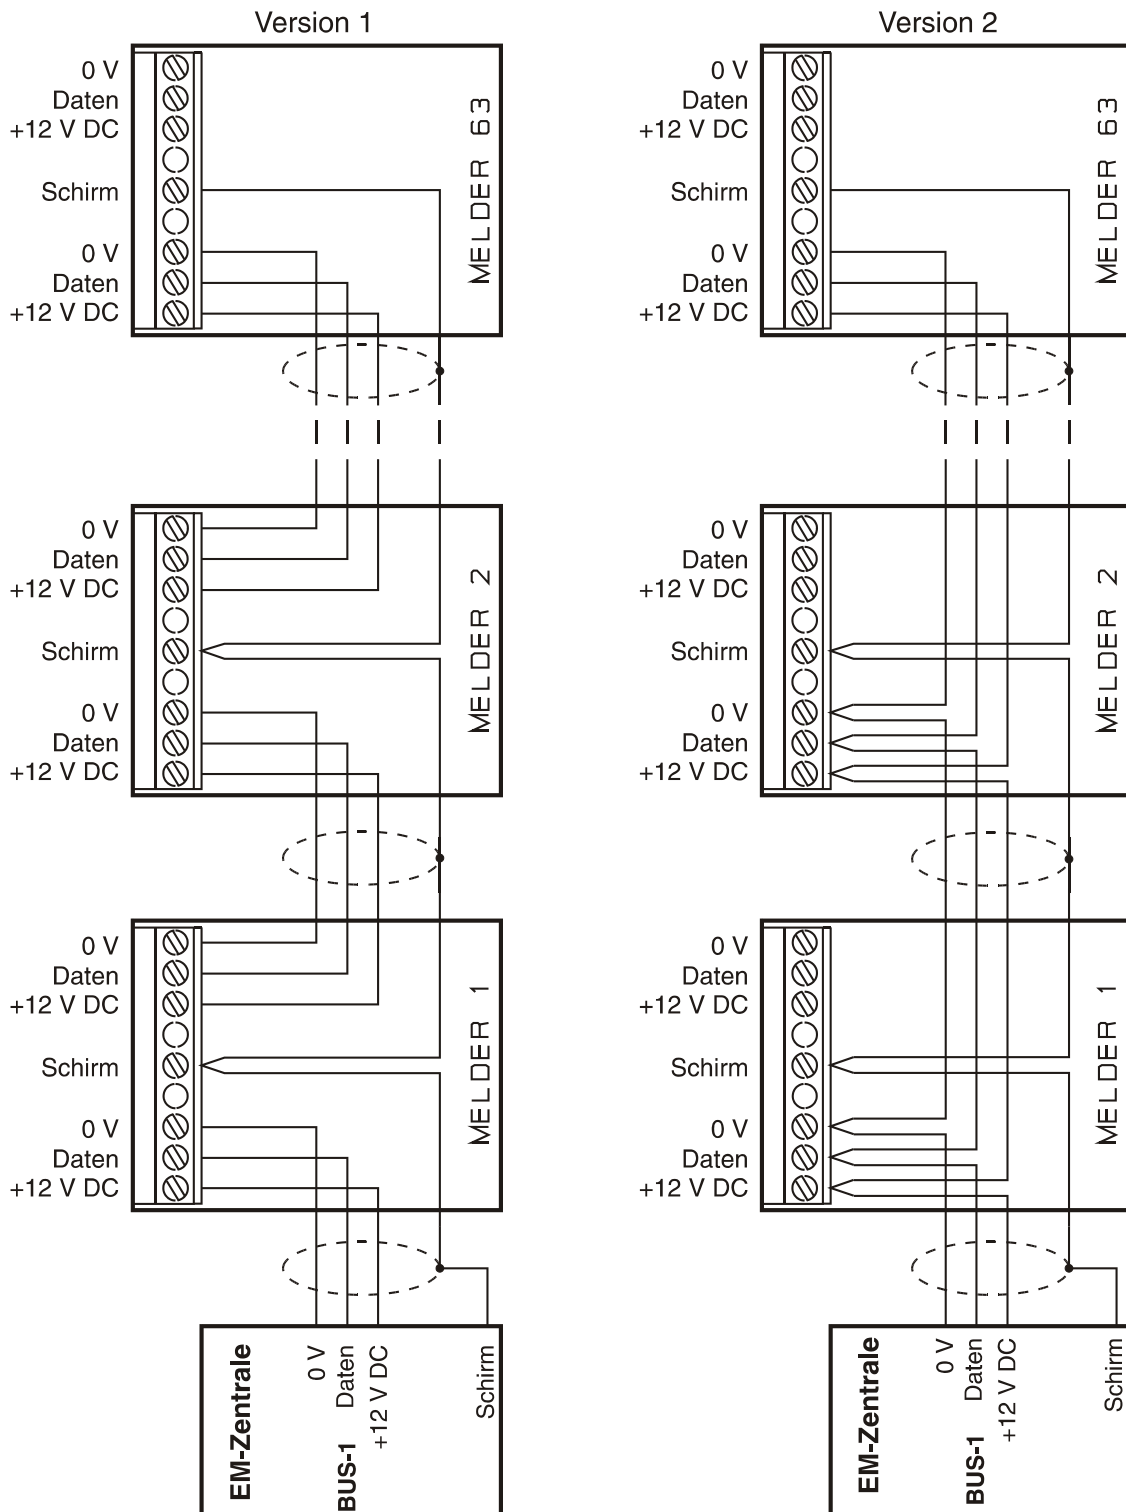 Version 1
0 V
Daten
+12 V DC
Schirm
0 V
Daten
+12 V DC
MELDER 63
0 V
Daten
+12 V DC
Schirm
0 V
Daten
+12 V DC
MELDER 2
0 V
Daten
+12 V DC
Schirm
0 V
Daten
+12 V DC
MELDER 1
EM-Zentrale
BUS-1
0 V
Daten
+12 V DC
Schirm
Version 2
0 V
Daten
+12 V DC
Schirm
0 V
Daten
+12 V DC
MELDER 63
0 V
Daten
+12 V DC
Schirm
0 V
Daten
+12 V DC
MELDER 2
0 V
Daten
+12 V DC
Schirm
0 V
Daten
+12 V DC
MELDER 1
EM-Zentrale
BUS-1
0 V
Daten
+12 V DC
Schirm